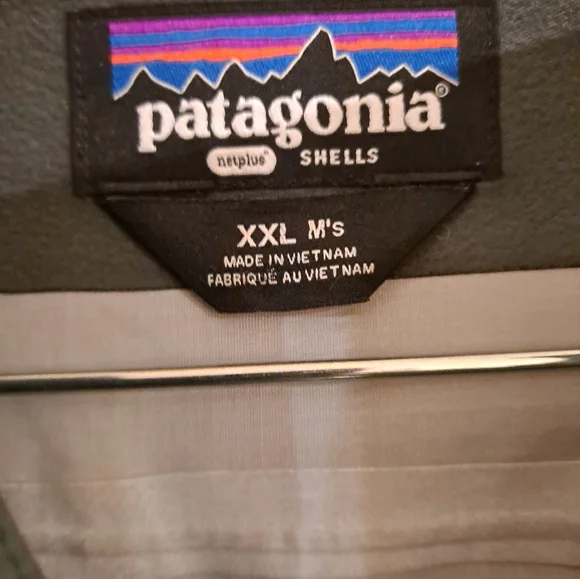 patagonia®
netplus® SHELLS
XXL M's
MADE IN VIETNAM
FABRIQUÉ AU VIETNAM